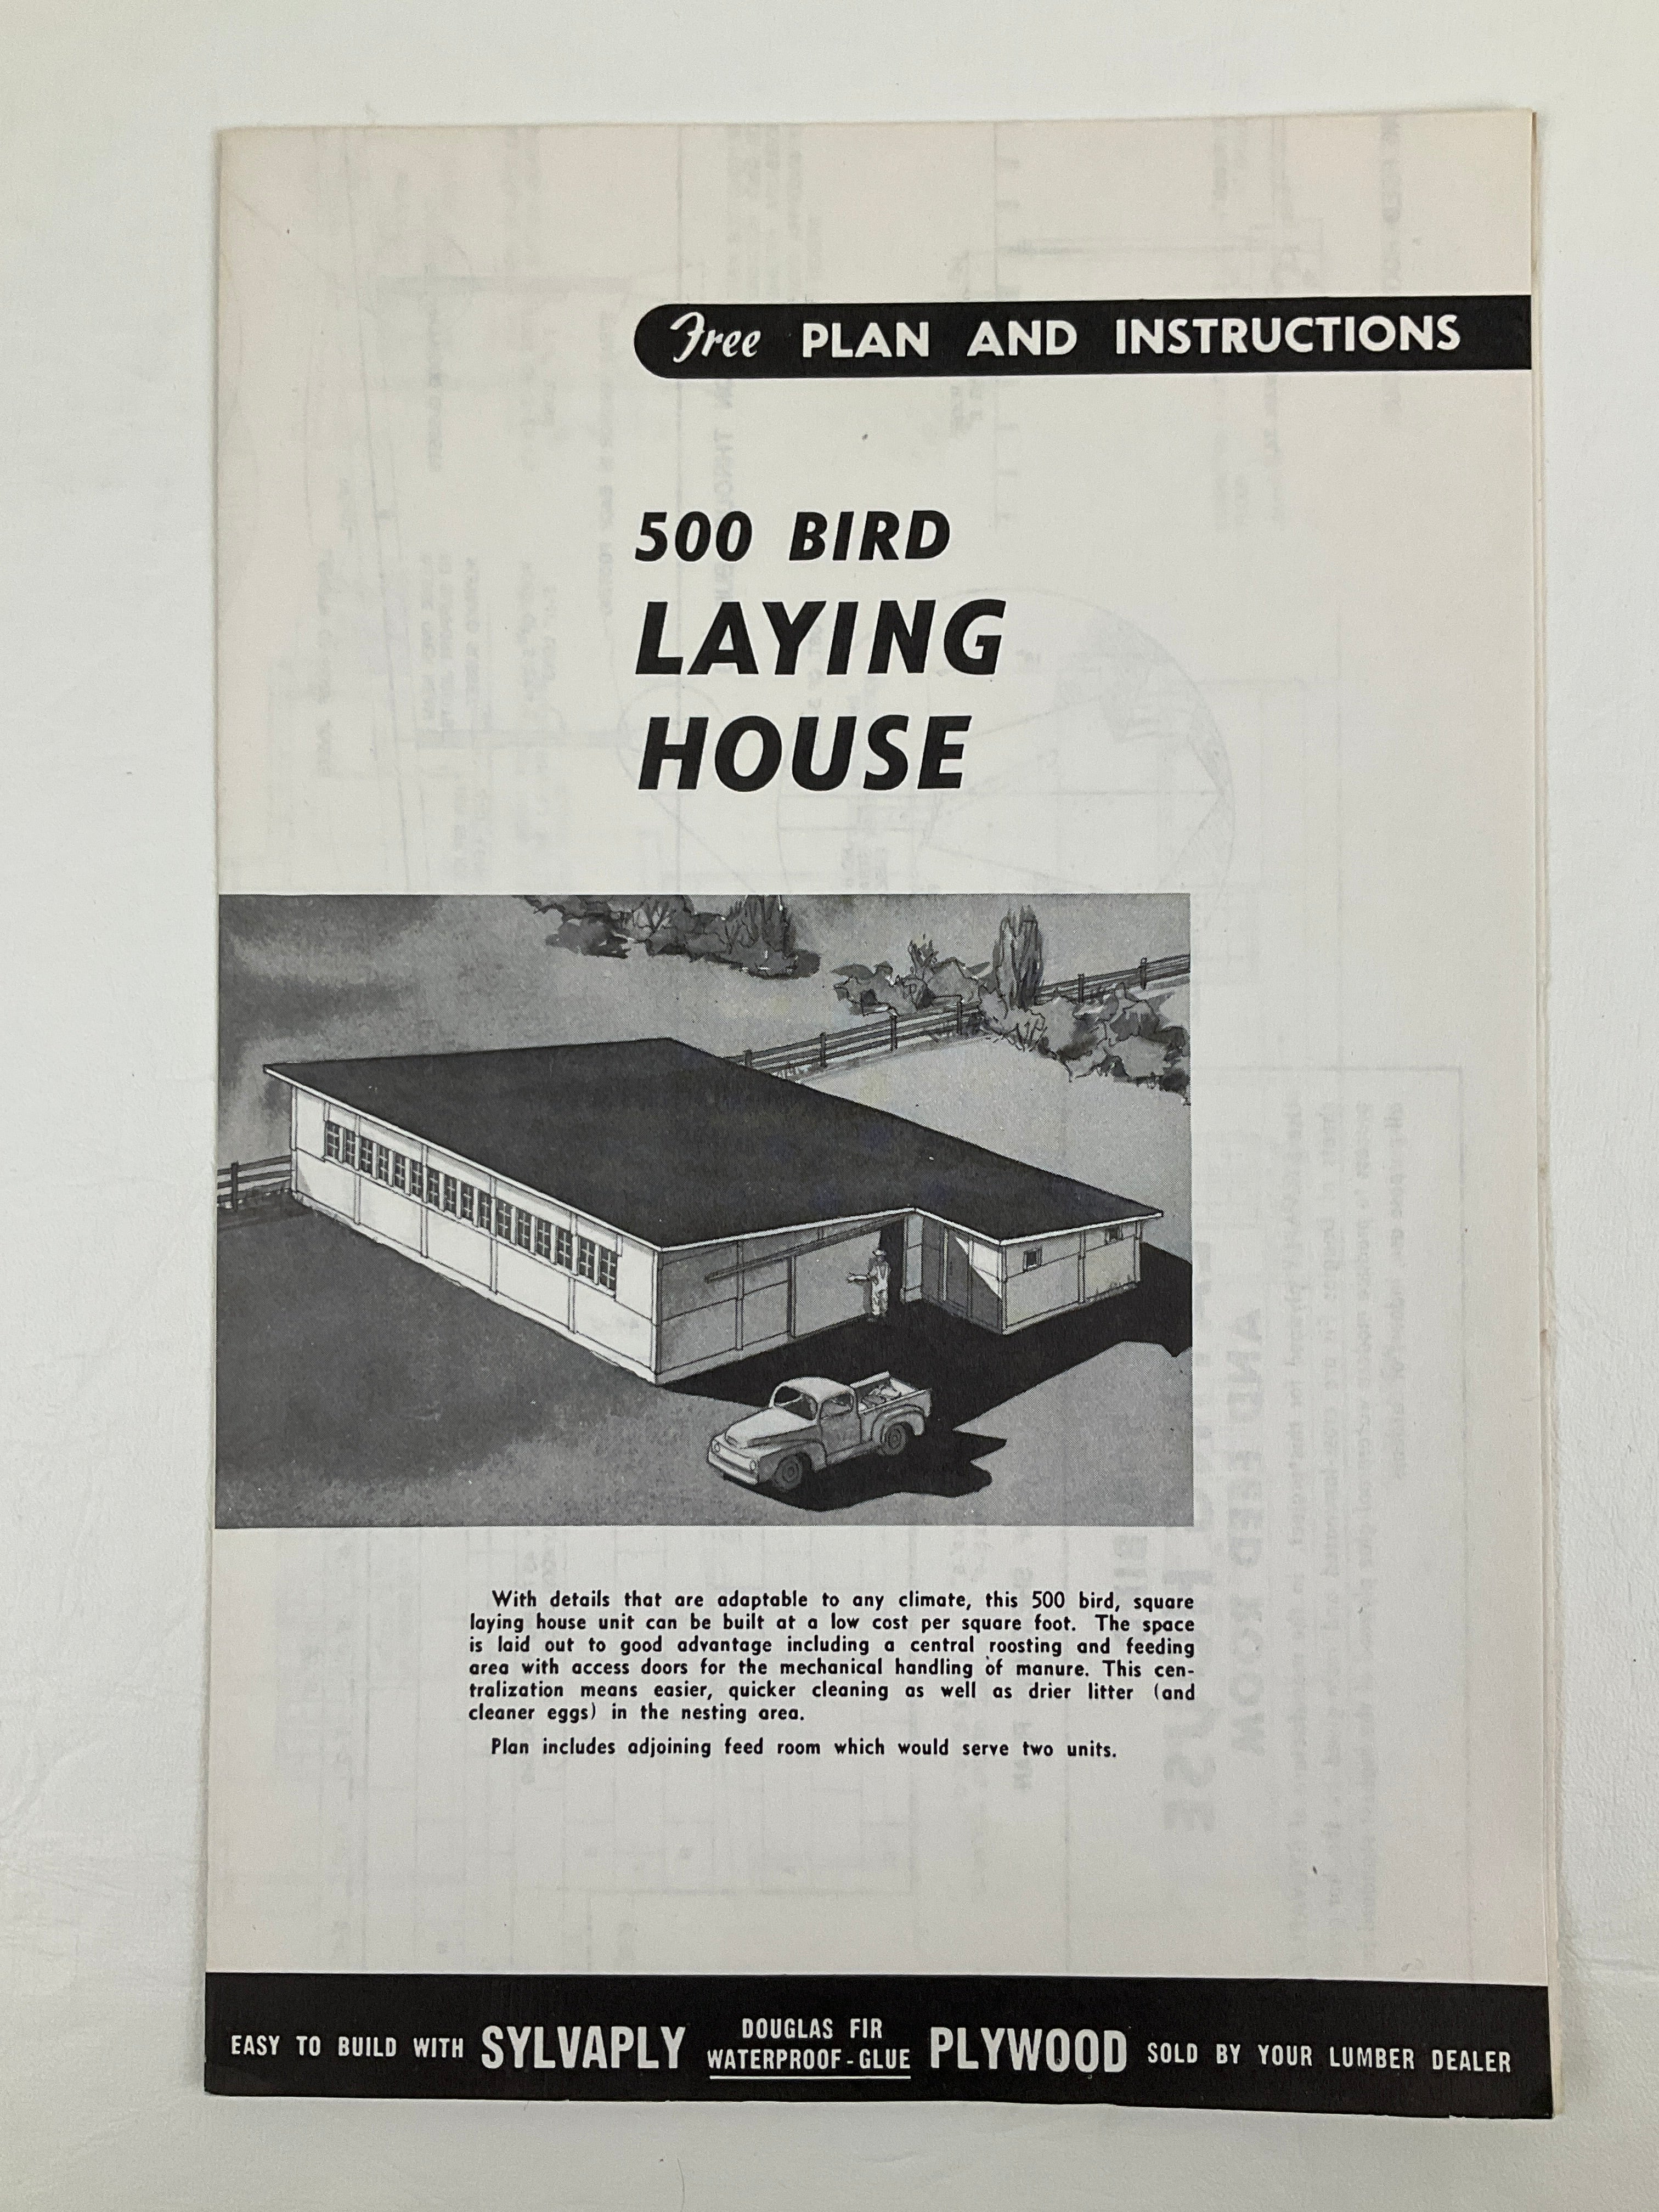 Free PLAN AND INSTRUCTIONS
500 BIRD
LAYING
HOUSE
With details that are adaptable to any climate, this 500 bird, square
laying house unit can be built at a low cost per square foot. The space
is laid out to good advantage including a central roosting and feeding
area with access doors for the mechanical handling of manure. This cen-
tralization means easier, quicker cleaning as well as drier litter (and
cleaner eggs) in the nesting area.
Plan includes adjoining feed room which would serve two units.
EASY TO BUILD WITH SYLVAPLY DOUGLAS FIR WATERPROOF-GLUE PLYWOOD SOLD BY YOUR LUMBER DEALER